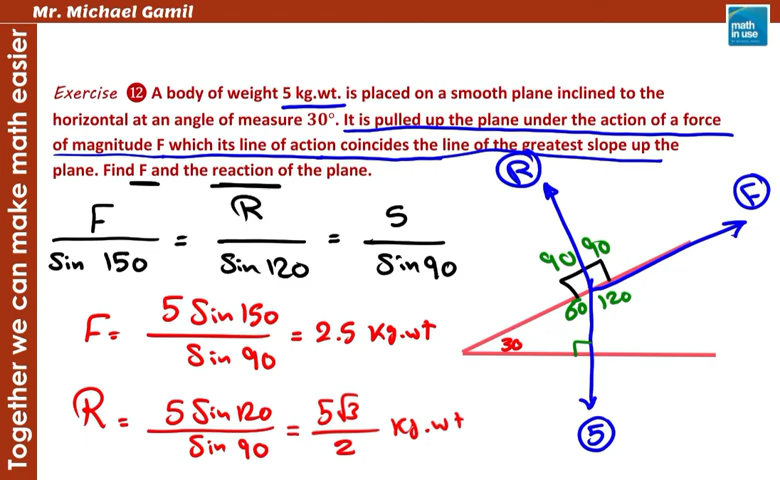 Mr. Michael Gamil
math in use
Together we can make math easier
Exercise 12 A body of weight 5 kg.wt. is placed on a smooth plane inclined to the
horizontal at an angle of measure 30°. It is pulled up the plane under the action of a force
of magnitude F which its line of action coincides the line of the greatest slope up the
plane. Find F and the reaction of the plane.
F / Sin 150 = R / Sin 120 = 5 / Sin 90
F = 5 Sin 150 / Sin 90 = 2.5 Kg.wt
R = 5 Sin 120 / Sin 90 = 5√3 / 2 Kg.wt
R
F
90 90
60 120
30
5